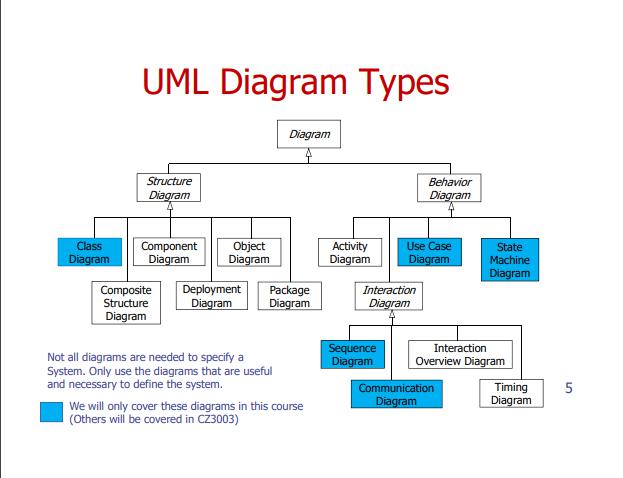 UML Diagram Types
Diagram
Structure
Diagram
Behavior
Diagram
Class
Diagram
Component
Diagram
Object
Diagram
Activity
Diagram
Use Case
Diagram
State
Machine
Diagram
Composite
Structure
Diagram
Deployment
Diagram
Package
Diagram
Interaction
Diagram
Sequence
Diagram
Interaction
Overview Diagram
Communication
Diagram
Timing
Diagram
Not all diagrams are needed to specify a
System. Only use the diagrams that are useful
and necessary to define the system.
We will only cover these diagrams in this course
(Others will be covered in CZ3003)
5